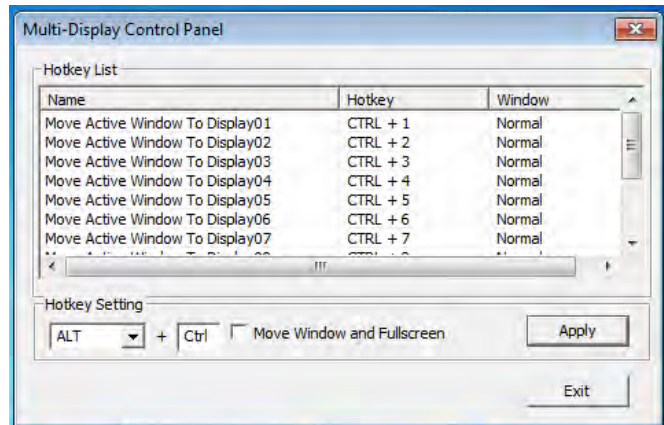 Multi-Display Control Panel
Hotkey List
Name Hotkey Window
Move Active Window To Display01 CTRL + 1 Normal
Move Active Window To Display02 CTRL + 2 Normal
Move Active Window To Display03 CTRL + 3 Normal
Move Active Window To Display04 CTRL + 4 Normal
Move Active Window To Display05 CTRL + 5 Normal
Move Active Window To Display06 CTRL + 6 Normal
Move Active Window To Display07 CTRL + 7 Normal
Hotkey Setting
ALT + Ctrl Move Window and Fullscreen Apply
Exit